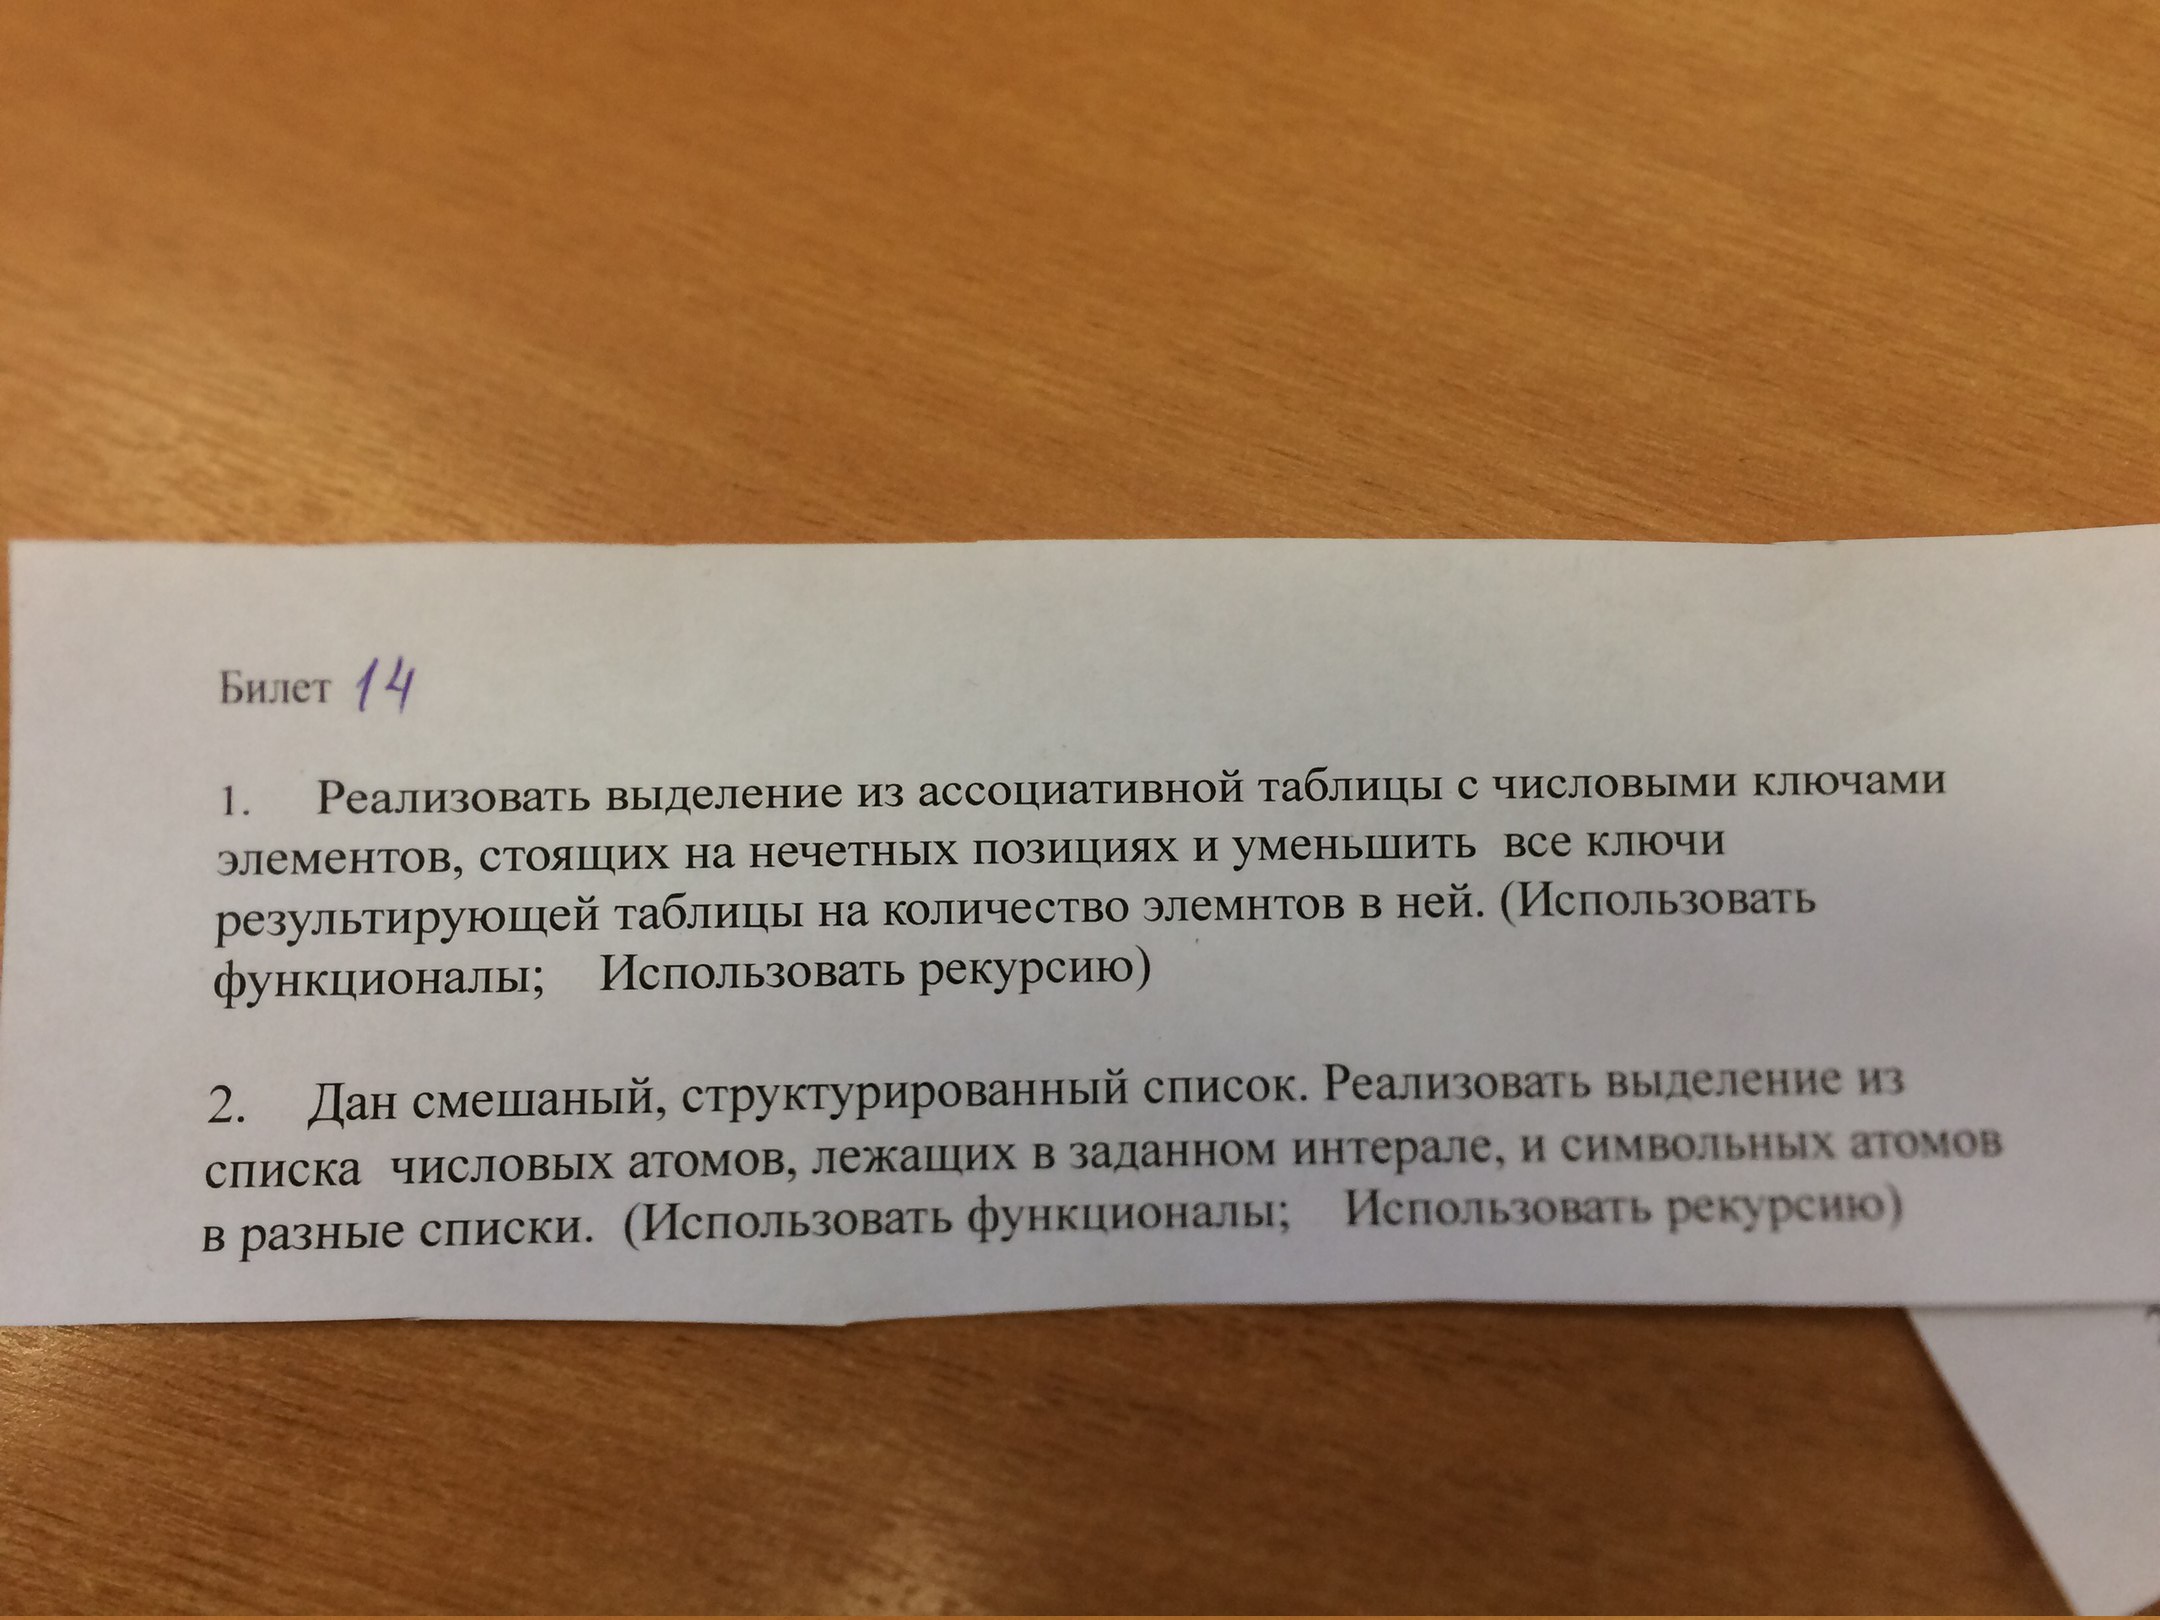 Билет 14
1. Реализовать выделение из ассоциативной таблицы с числовыми ключами
элементов, стоящих на нечетных позициях и уменьшить все ключи
результирующей таблицы на количество элемнтов в ней. (Использовать
функционалы; Использовать рекурсию)
2. Дан смешаный, структурированный список. Реализовать выделение из
списка числовых атомов, лежащих в заданном интерале, и символьных атомов
в разные списки. (Использовать функционалы; Использовать рекурсию)